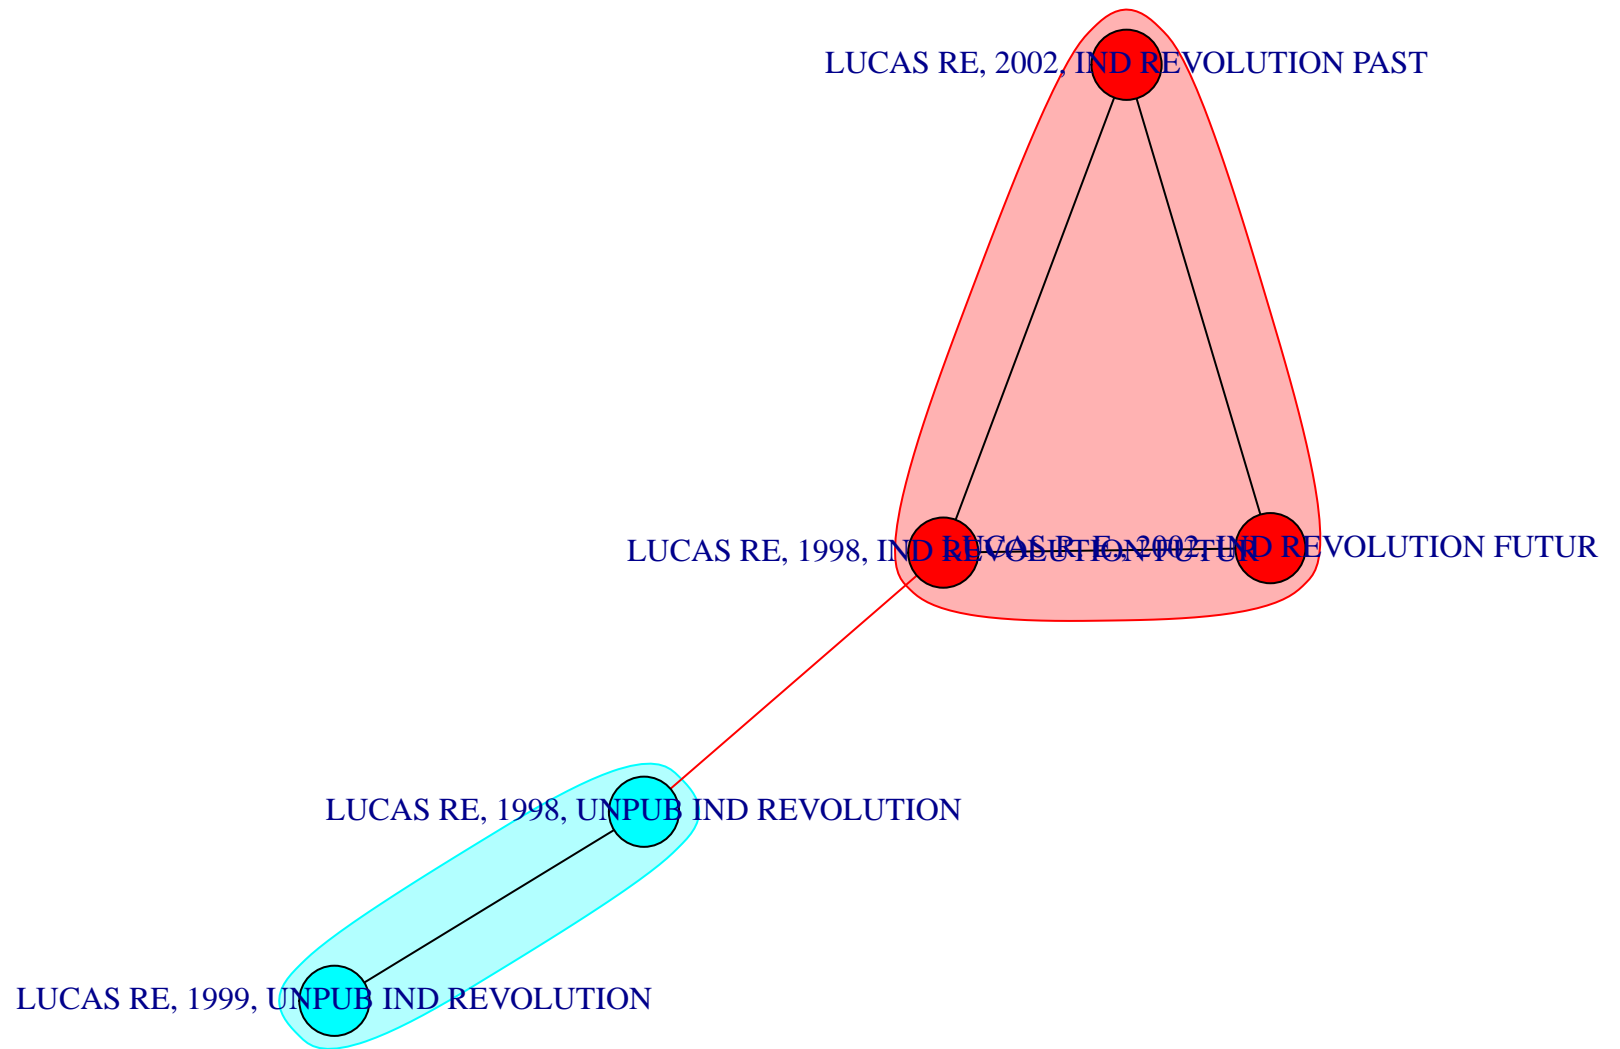 LUCAS RE, 2002, IND REVOLUTION PAST
LUCAS RE, 1998, IND REVOLUTION FUTUR
LUCAS R. E., 2002, IND REVOLUTION FUTUR
LUCAS RE, 1998, UNPUB IND REVOLUTION
LUCAS RE, 1999, UNPUB IND REVOLUTION